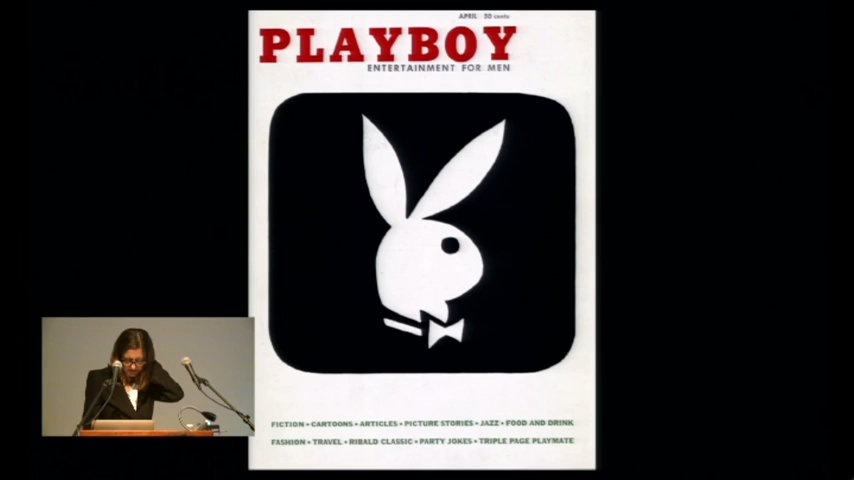 APRIL 50 cents
PLAYBOY
ENTERTAINMENT FOR MEN
FICTION • CARTOONS • ARTICLES • PICTURE STORIES • JAZZ • FOOD AND DRINK
FASHION • TRAVEL • RIBALD CLASSIC • PARTY JOKES • TRIPLE PAGE PLAYMATE